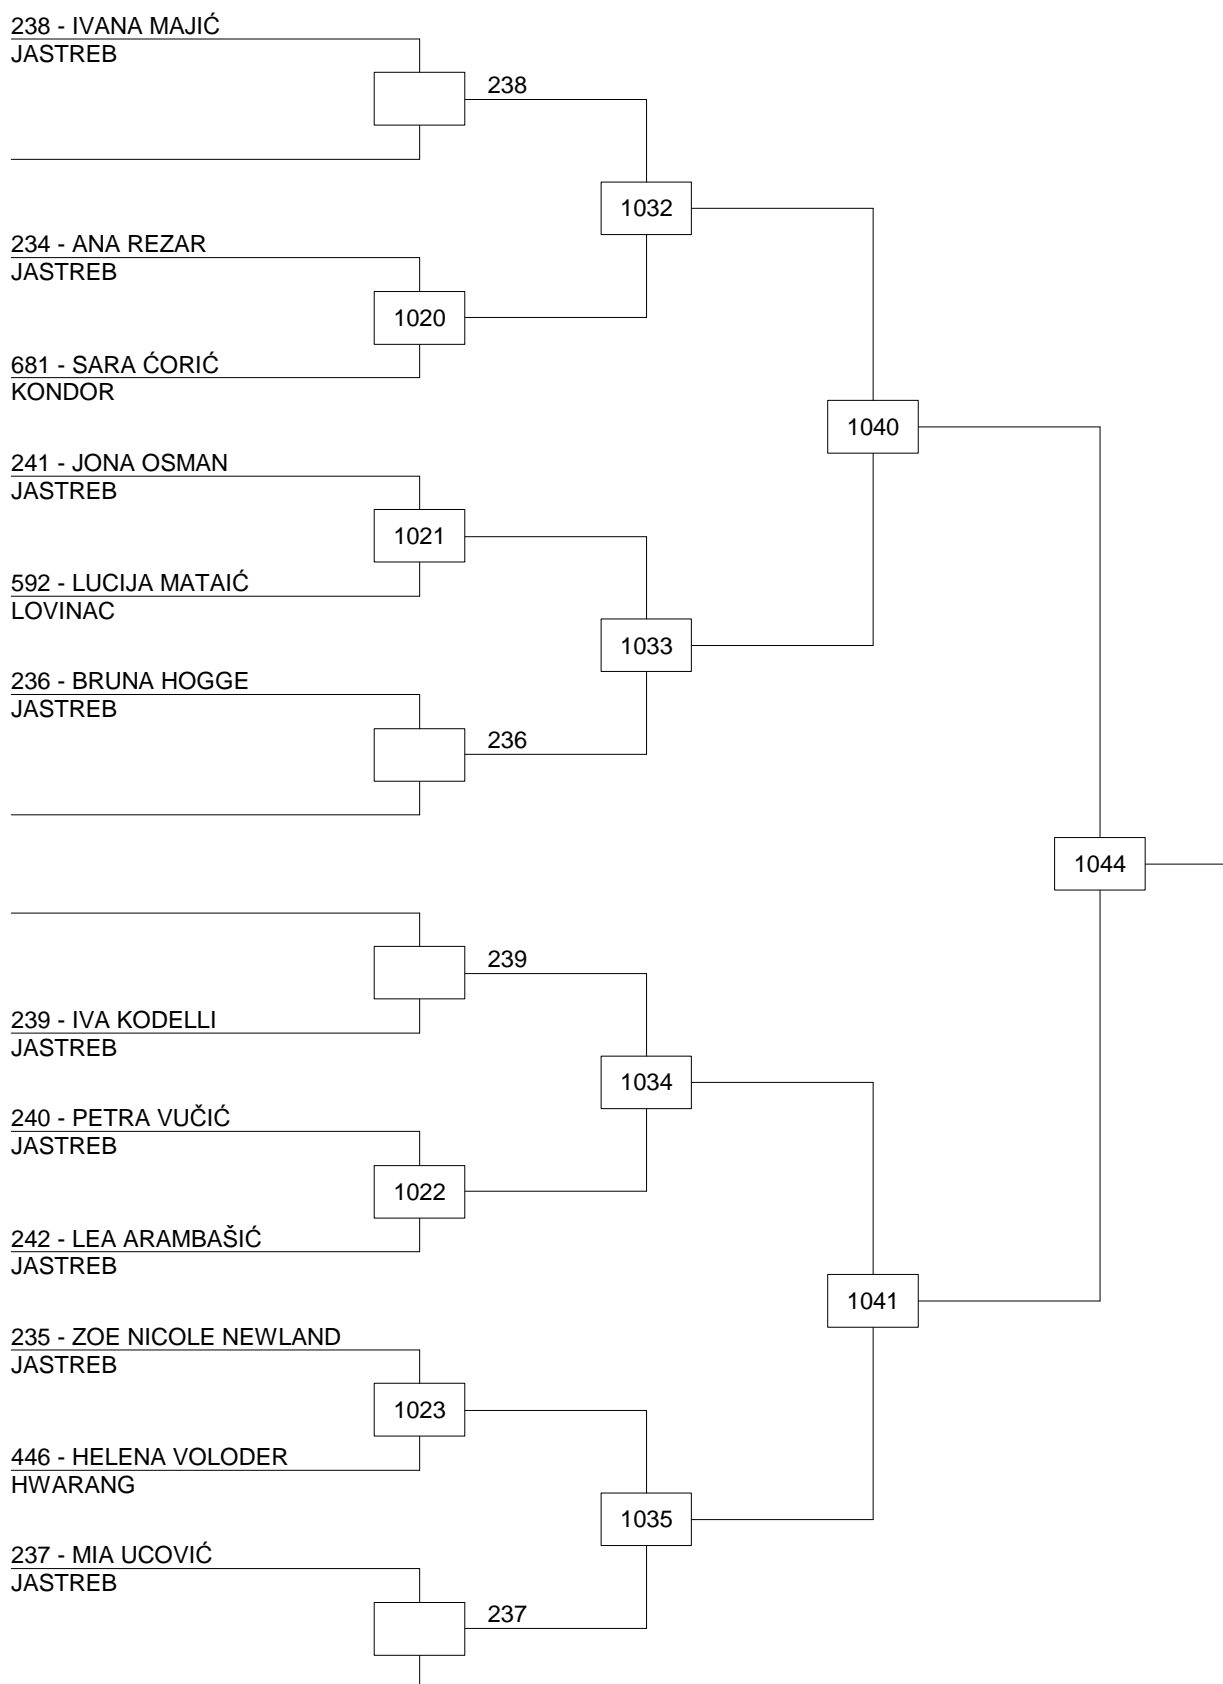 238 - IVANA MAJIĆ
JASTREB
238
1032
234 - ANA REZAR
JASTREB
1020
681 - SARA ĆORIĆ
KONDOR
1040
241 - JONA OSMAN
JASTREB
1021
592 - LUCIJA MATAIĆ
LOVINAC
1033
236 - BRUNA HOGGE
JASTREB
236
1044
239
239 - IVA KODELLI
JASTREB
1034
240 - PETRA VUČIĆ
JASTREB
1022
242 - LEA ARAMBAŠIĆ
JASTREB
1041
235 - ZOE NICOLE NEWLAND
JASTREB
1023
446 - HELENA VOLODER
HWARANG
1035
237 - MIA UCOVIĆ
JASTREB
237